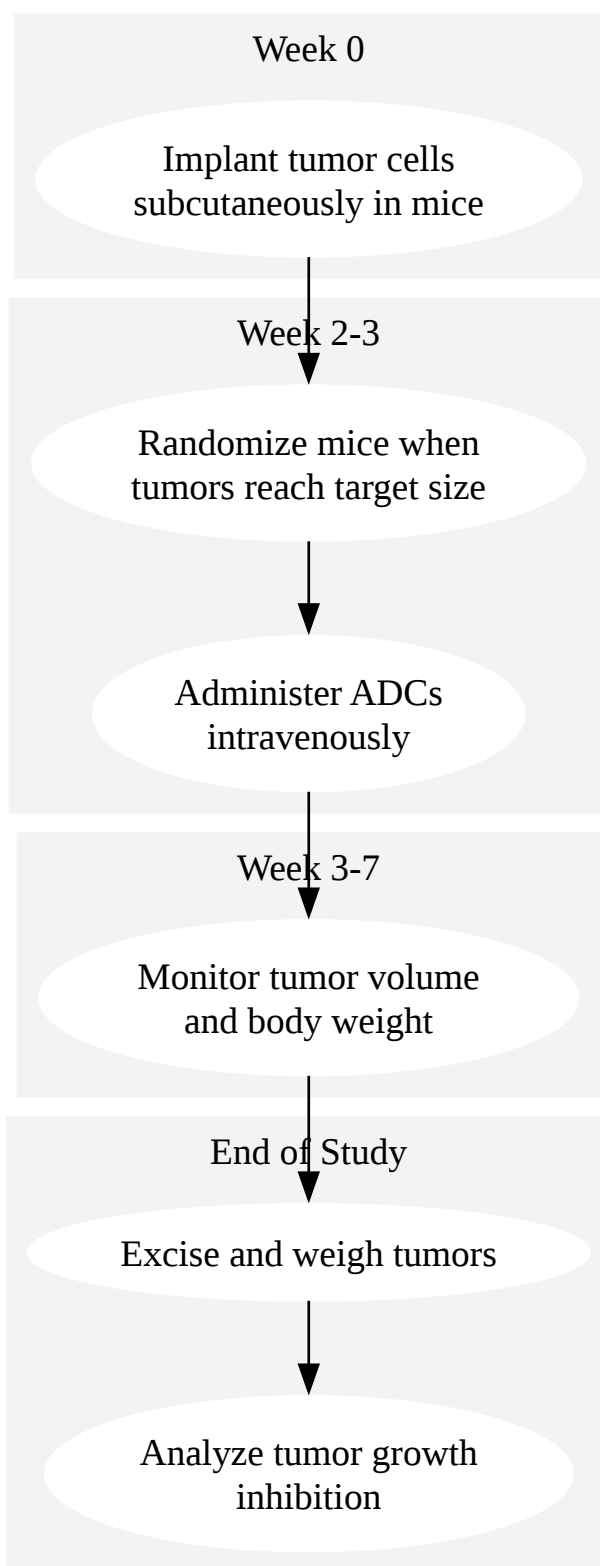 Week 0
Implant tumor cells
subcutaneously in mice
Week 2-3
Randomize mice when
tumors reach target size
Administer ADCs
intravenously
Week 3-7
Monitor tumor volume
and body weight
End of Study
Excise and weigh tumors
Analyze tumor growth
inhibition